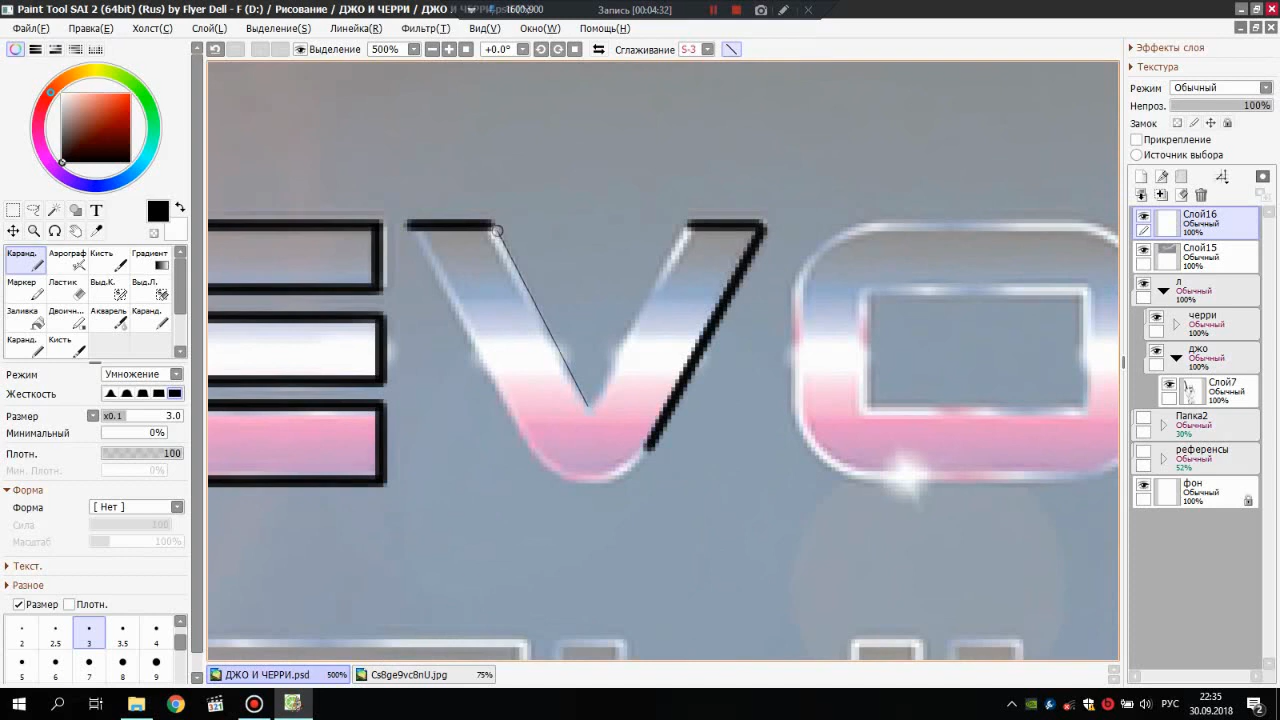 Paint Tool SAI 2 (64bit) (Rus) by Flyer Dell - F (D:) / Рисование / ДЖО И ЧЕРРИ / ДЖО
1600:900
Запись [00:04:32]
Файл(F) Правка(E) Холст(C) Слой(L) Выделение(S) Линейка(R) Фильтр(T) Вид(V) Окно(W) Помощь(H)
Выделение 500% +0.0° Сглаживание S-3
Каранд. Аэрограф Кисть Градиент
Маркер Ластик Выд.К. Выд.Л.
Заливка Двоичн... Акварель Каранд.
Каранд. Кисть
Режим Умножение
Жесткость
Размер x0.1 3.0
Минимальный 0%
Плотн. 100
Мин. Плотн. 0%
Форма
Форма [ Нет ]
Сила 100
Масштаб 100%
Текст.
Разное
Размер Плотн.
2 2.5 3 3.5 4
5 6 7 8 9
EVO
Эффекты слоя
Текстура
Режим Обычный
Непроз. 100%
Замок
Прикрепление
Источник выбора
Слой16
Обычный
100%
Слой15
Обычный
100%
л
Обычный
100%
черри
Обычный
100%
джо
Обычный
100%
Слой7
Обычный
100%
Папка2
Обычный
30%
референсы
Обычный
52%
фон
Обычный
100%
ДЖО И ЧЕРРИ.psd 500% Cs8ge9vc8nU.jpg 75%
РУС
22:35
30.09.2018
2